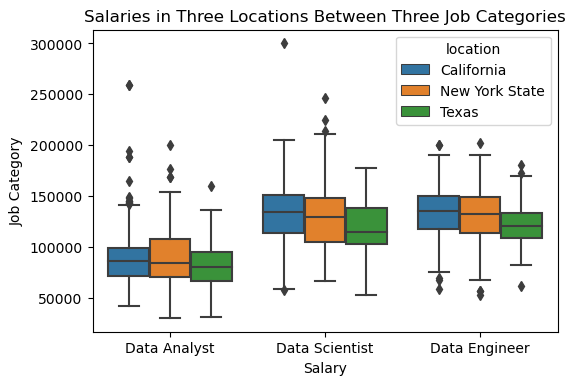 Salaries in Three Locations Between Three Job Categories
location
California
New York State
Texas
Job Category
300000
250000
200000
150000
100000
50000
Data Analyst
Data Scientist
Data Engineer
Salary